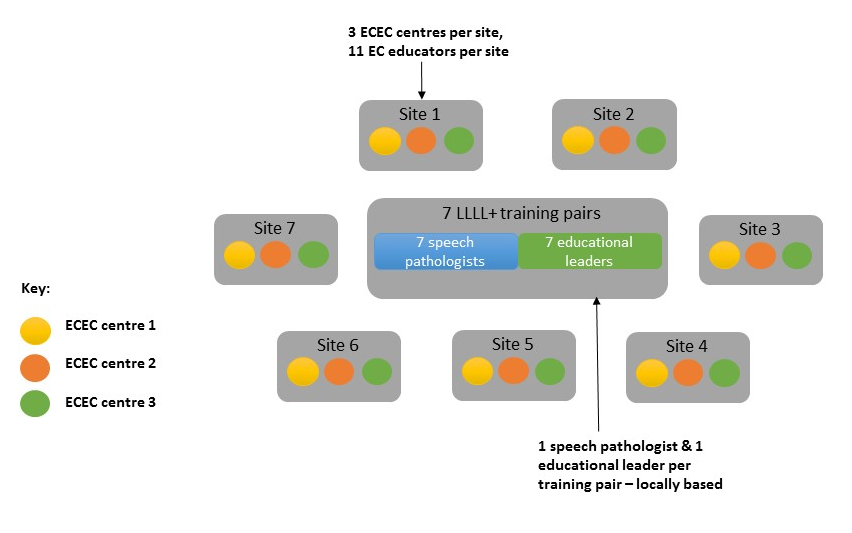 3 ECEC centres per site,
11 EC educators per site
Site 1
Site 2
7 LLLL+ training pairs
7 speech
pathologists
7 educational
leaders
Site 7
Site 3
Key:
ECEC centre 1
ECEC centre 2
ECEC centre 3
Site 6
Site 5
Site 4
1 speech pathologist & 1
educational leader per
training pair – locally based